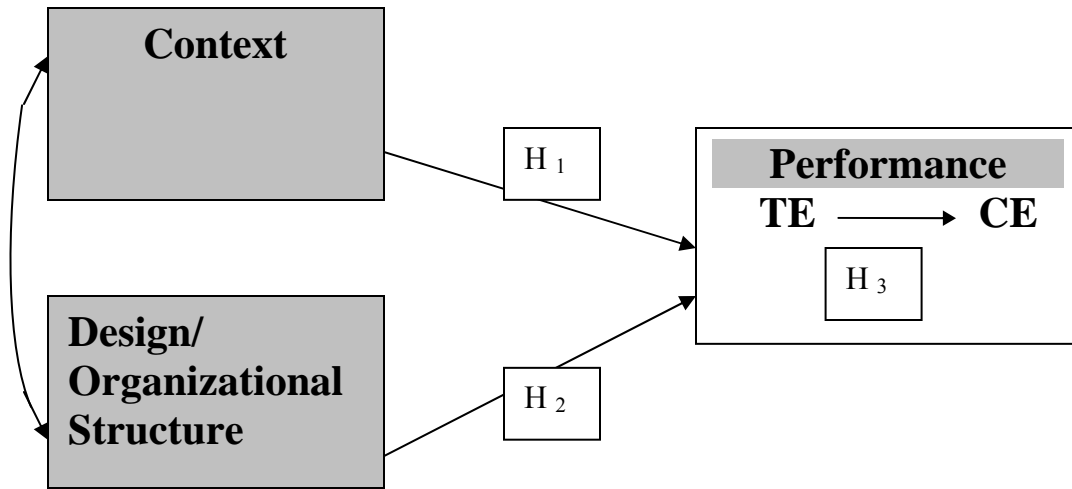 Context
H 1
Performance
TE CE
H 3
Design/
Organizational
Structure
H 2